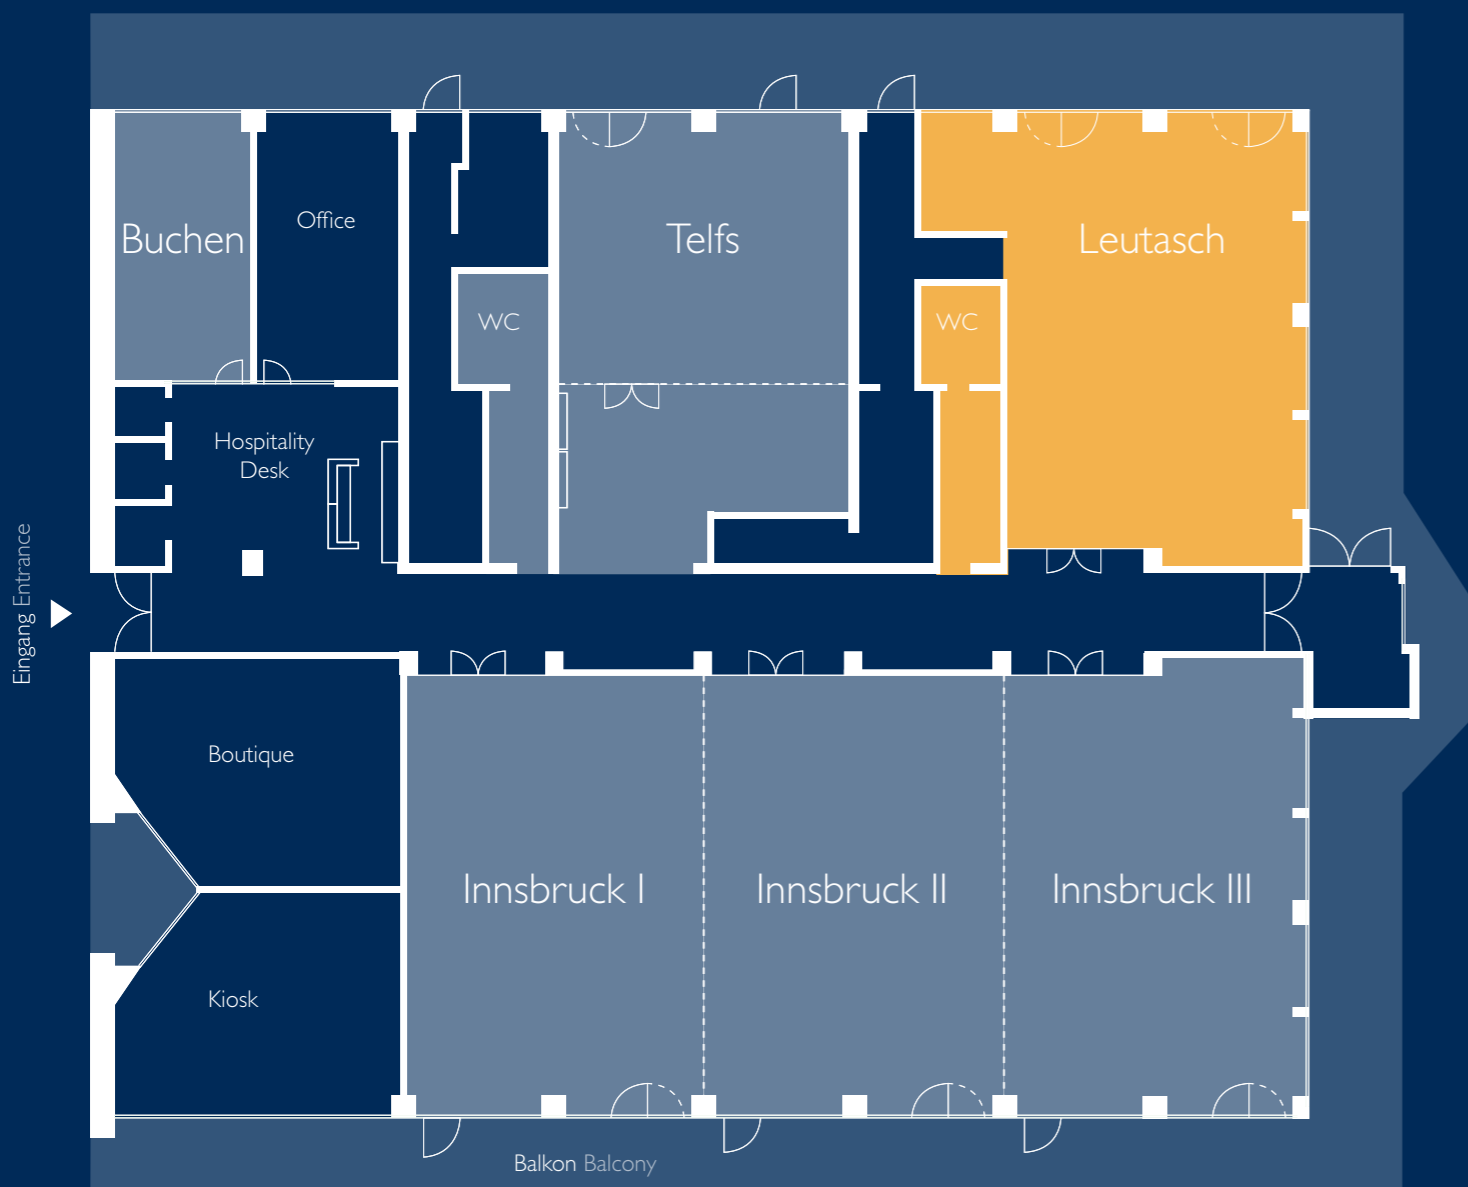 Buchen
Office
Telfs
Leutasch
WC
WC
Hospitality
Desk
Eingang Entrance
Boutique
Innsbruck I
Innsbruck II
Innsbruck III
Kiosk
Balkon Balcony